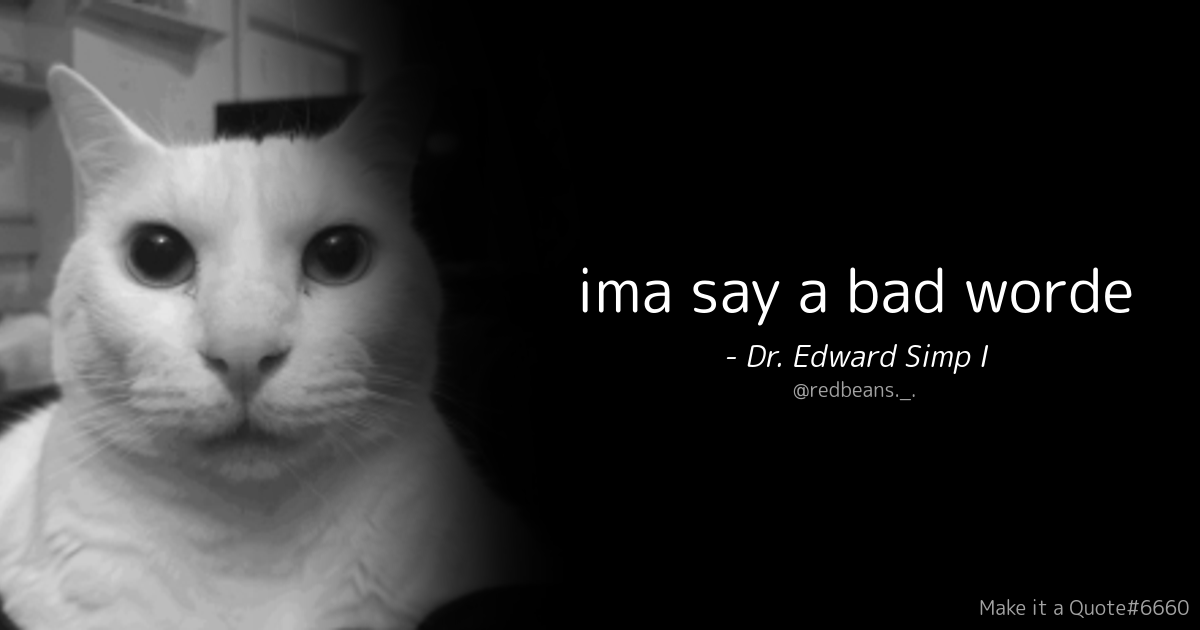 ima say a bad worde
- Dr. Edward Simp I
@redbeans._.
Make it a Quote#6660